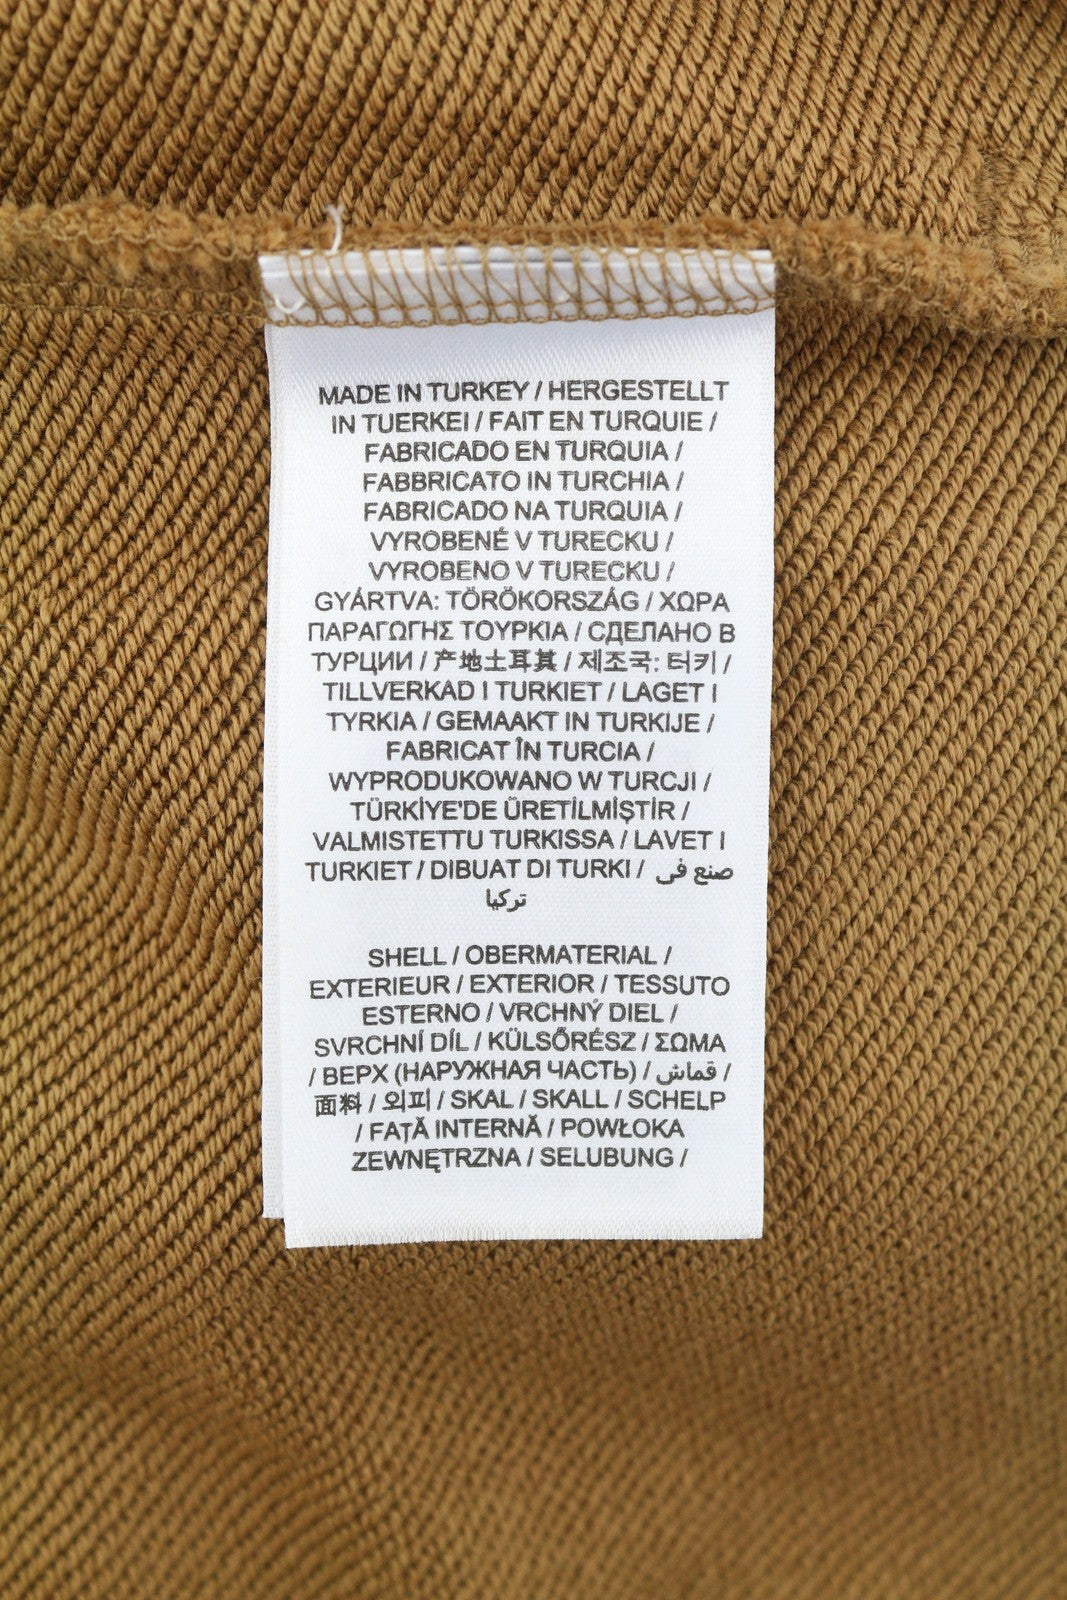 MADE IN TURKEY / HERGESTELLT
IN TUERKEI / FAIT EN TURQUIE /
FABRICADO EN TURQUIA /
FABBRICATO IN TURCHIA /
FABRICADO NA TURQUIA /
VYROBENÉ V TURECKU /
VYROBENO V TURECKU /
GYÁRTVA: TÖRÖKORSZÁG / ΧΩΡΑ
ΠΑΡΑΓΩΓΗΣ ΤΟΥΡΚΙΑ / СДЕЛАНО В
ТУРЦИИ / 产地土耳其 / 제조국: 터키 /
TILLVERKAD I TURKIET / LAGET I
TYRKIA / GEMAAKT IN TURKIJE /
FABRICAT ÎN TURCIA /
WYPRODUKOWANO W TURCJI /
TÜRKİYE'DE ÜRETİLMİŞTİR /
VALMISTETTU TURKISSA / LAVET I
TURKIET / DIBUAT DI TURKI / صنع في
تركيا
SHELL / OBERMATERIAL /
EXTERIEUR / EXTERIOR / TESSUTO
ESTERNO / VRCHNÝ DIEL /
SVRCHNÍ DÍL / KÜLSŐRÉSZ / ΣΩΜΑ
/ ВЕРХ (НАРУЖНАЯ ЧАСТЬ) / قماش /
面料 / 외피 / SKAL / SKALL / SCHELP
/ FAȚĂ INTERNĂ / POWŁOKA
ZEWNĘTRZNA / SELUBUNG /